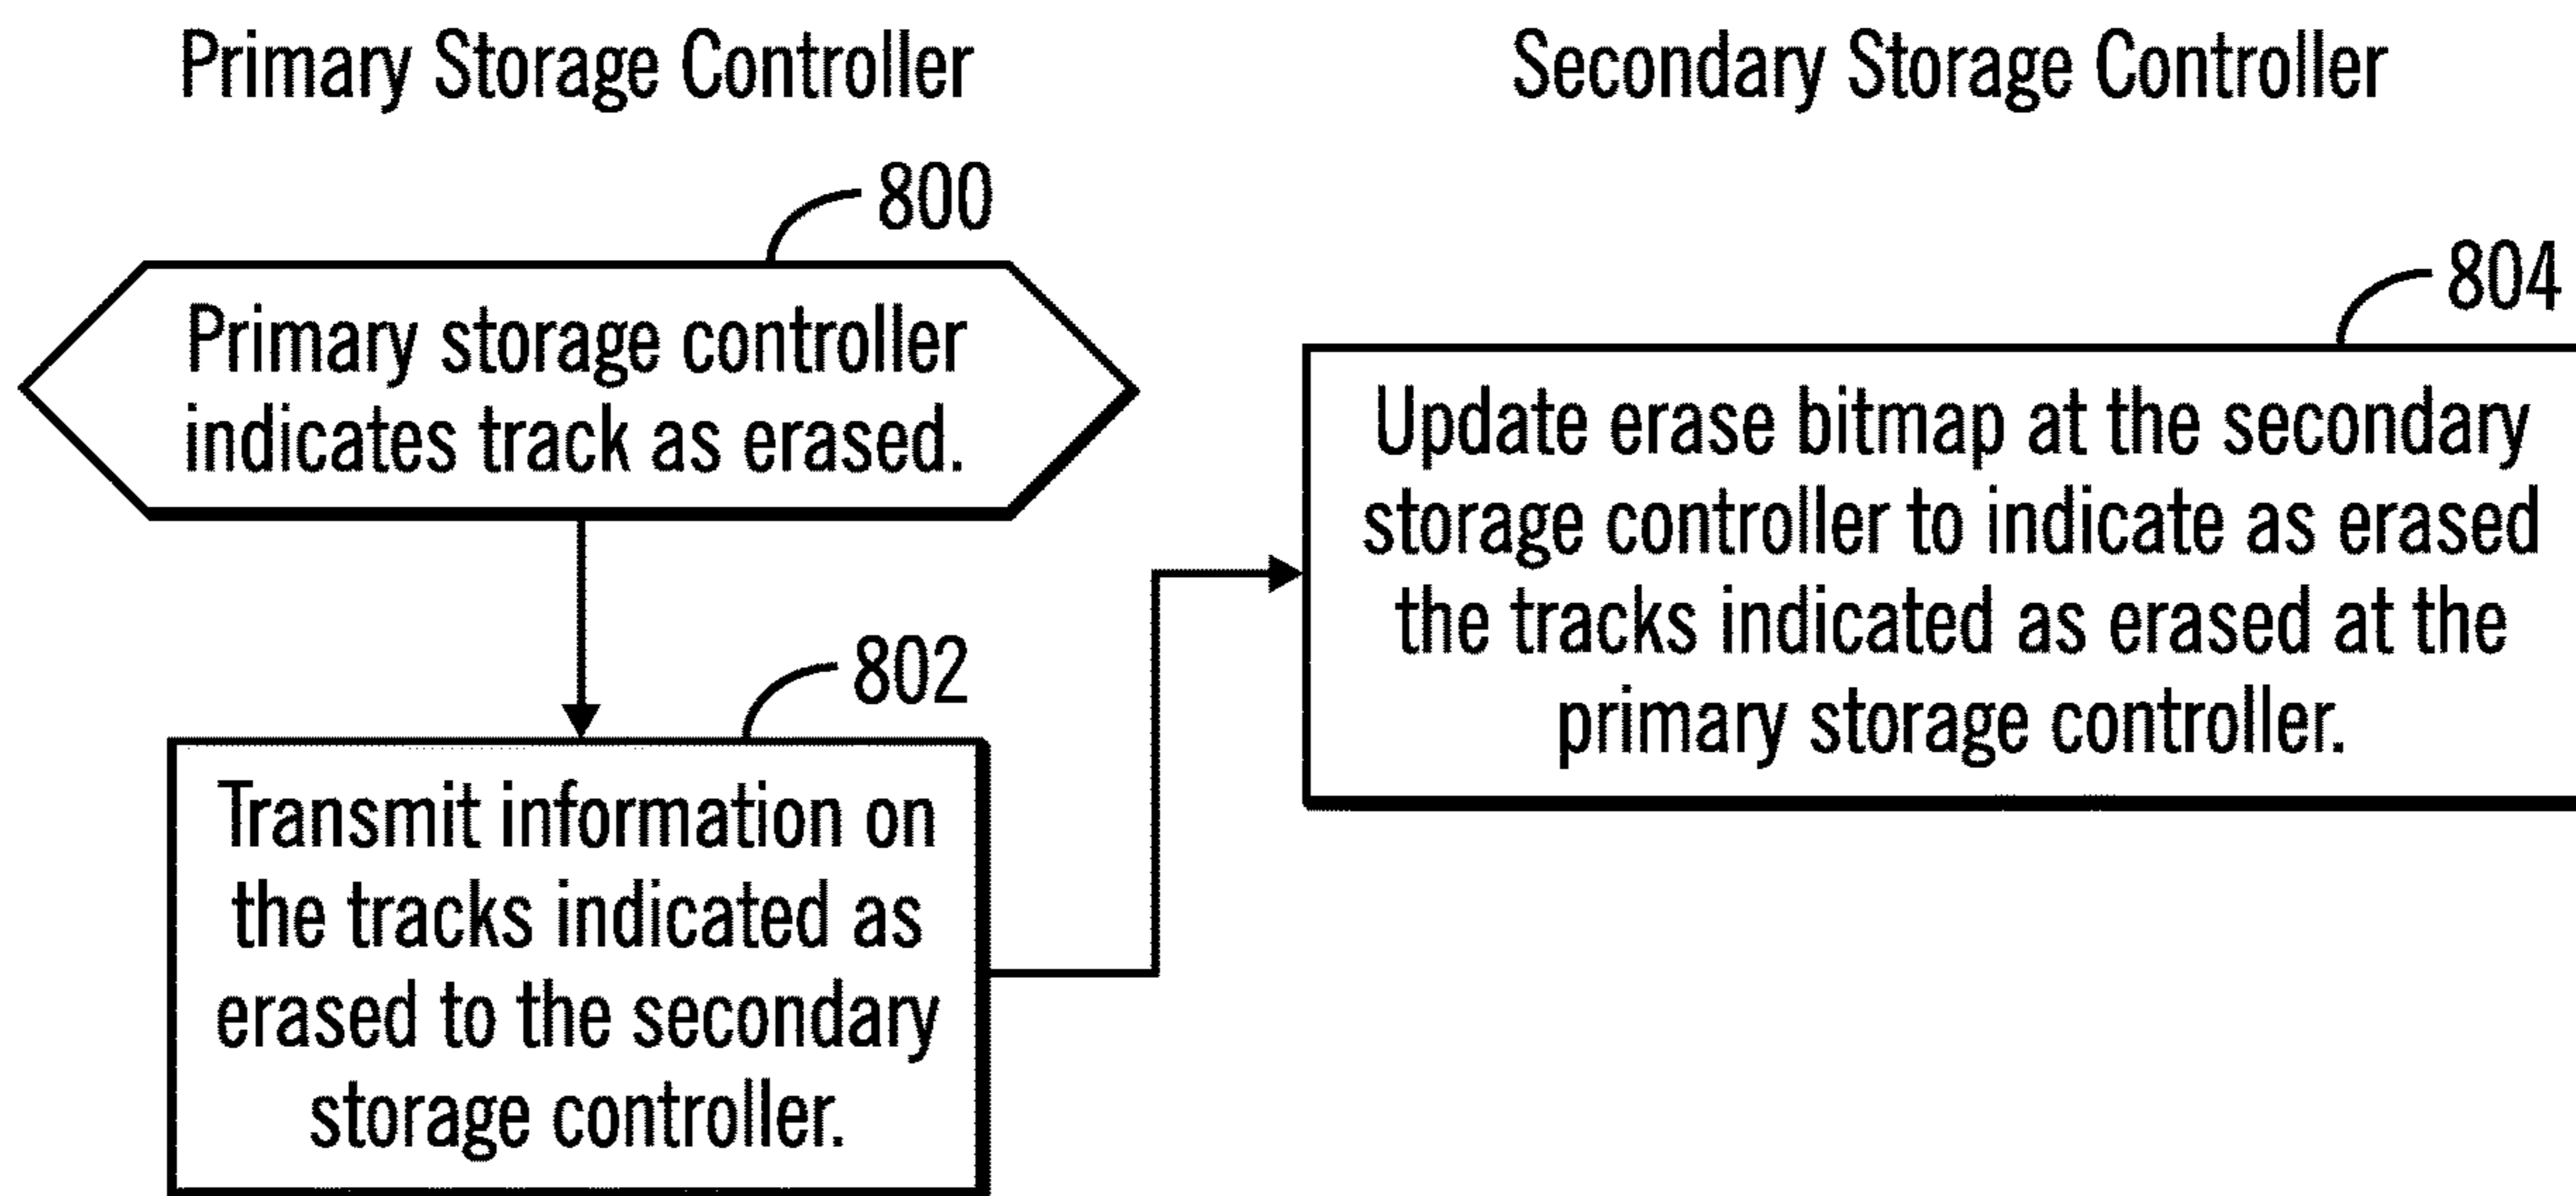 Primary Storage Controller
800
Primary storage controller
indicates track as erased.
802
Transmit information on
the tracks indicated as
erased to the secondary
storage controller.
Secondary Storage Controller
804
Update erase bitmap at the secondary
storage controller to indicate as erased
the tracks indicated as erased at the
primary storage controller.